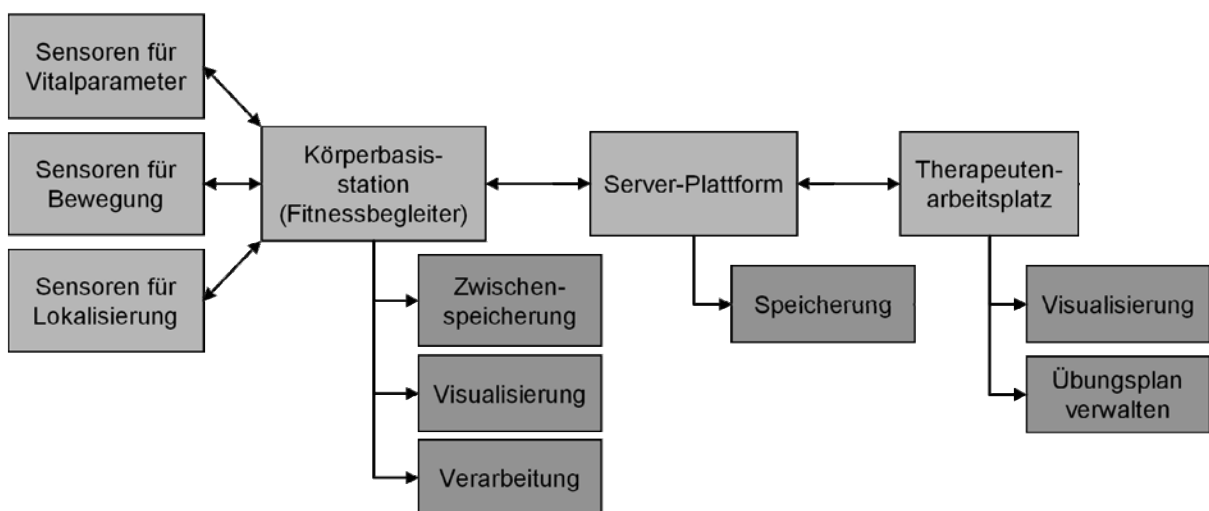 Sensoren für
Vitalparameter
Sensoren für
Bewegung
Sensoren für
Lokalisierung
Körperbasis-
station
(Fitnessbegleiter)
Zwischen-
speicherung
Visualisierung
Verarbeitung
Server-Plattform
Speicherung
Therapeuten-
arbeitsplatz
Visualisierung
Übungsplan
verwalten